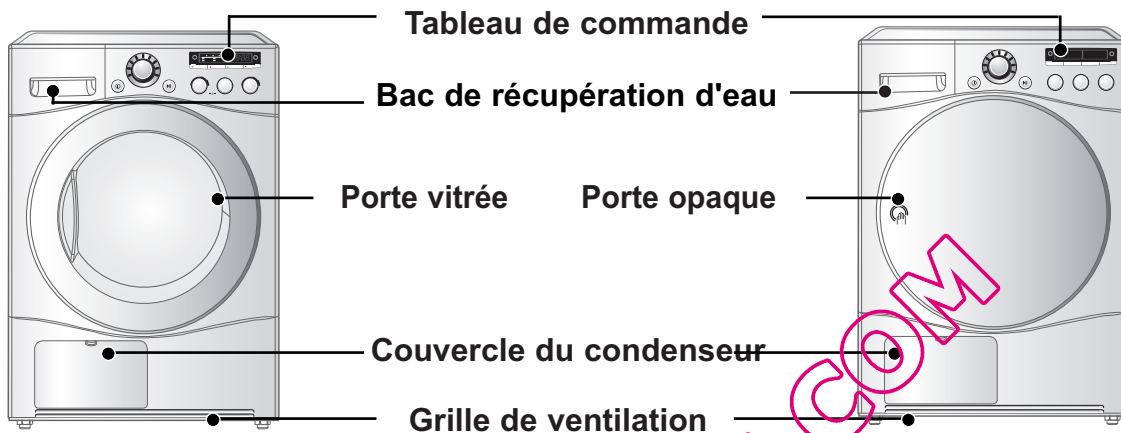 Tableau de commande
Bac de récupération d'eau
Porte vitrée
Porte opaque
Couvercle du condenseur
Grille de ventilation
.COM